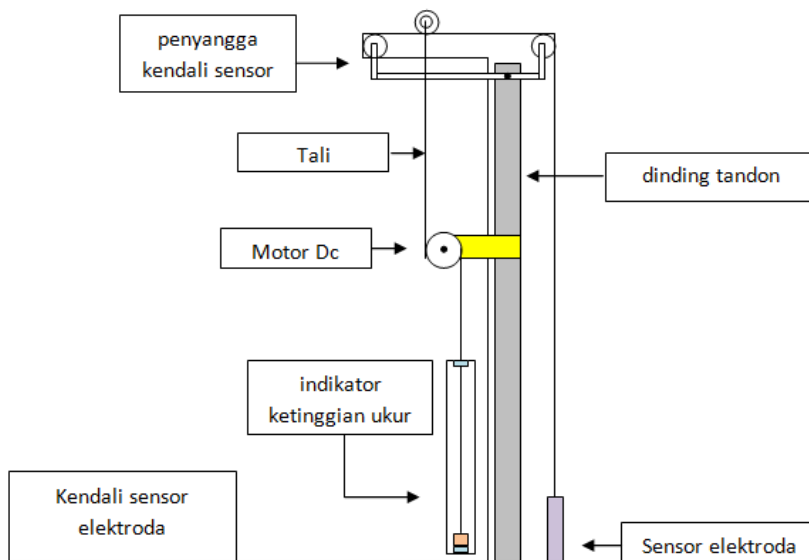 penyangga
kendali sensor
Tali
dinding tandon
Motor Dc
indikator
ketinggian ukur
Kendali sensor
elektroda
Sensor elektroda